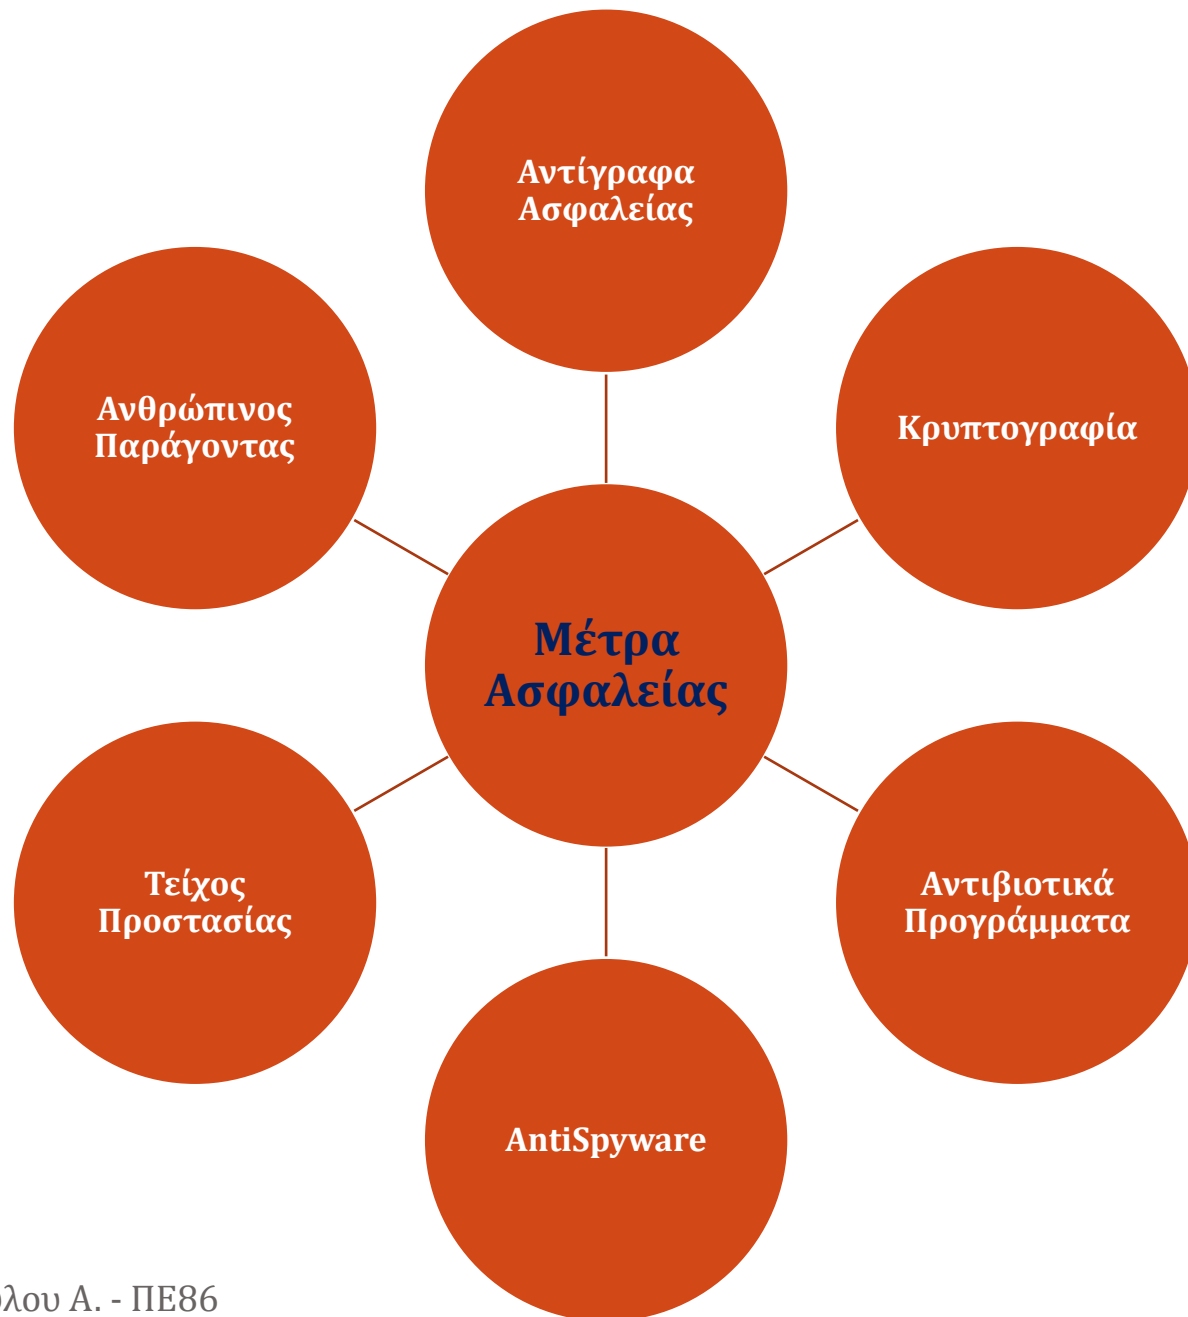 Αντίγραφα
Ασφαλείας
Ανθρώπινος
Παράγοντας
Κρυπτογραφία
Μέτρα
Ασφαλείας
Τείχος
Προστασίας
Αντιβιοτικά
Προγράμματα
AntiSpyware
Α. - ΠΕ86